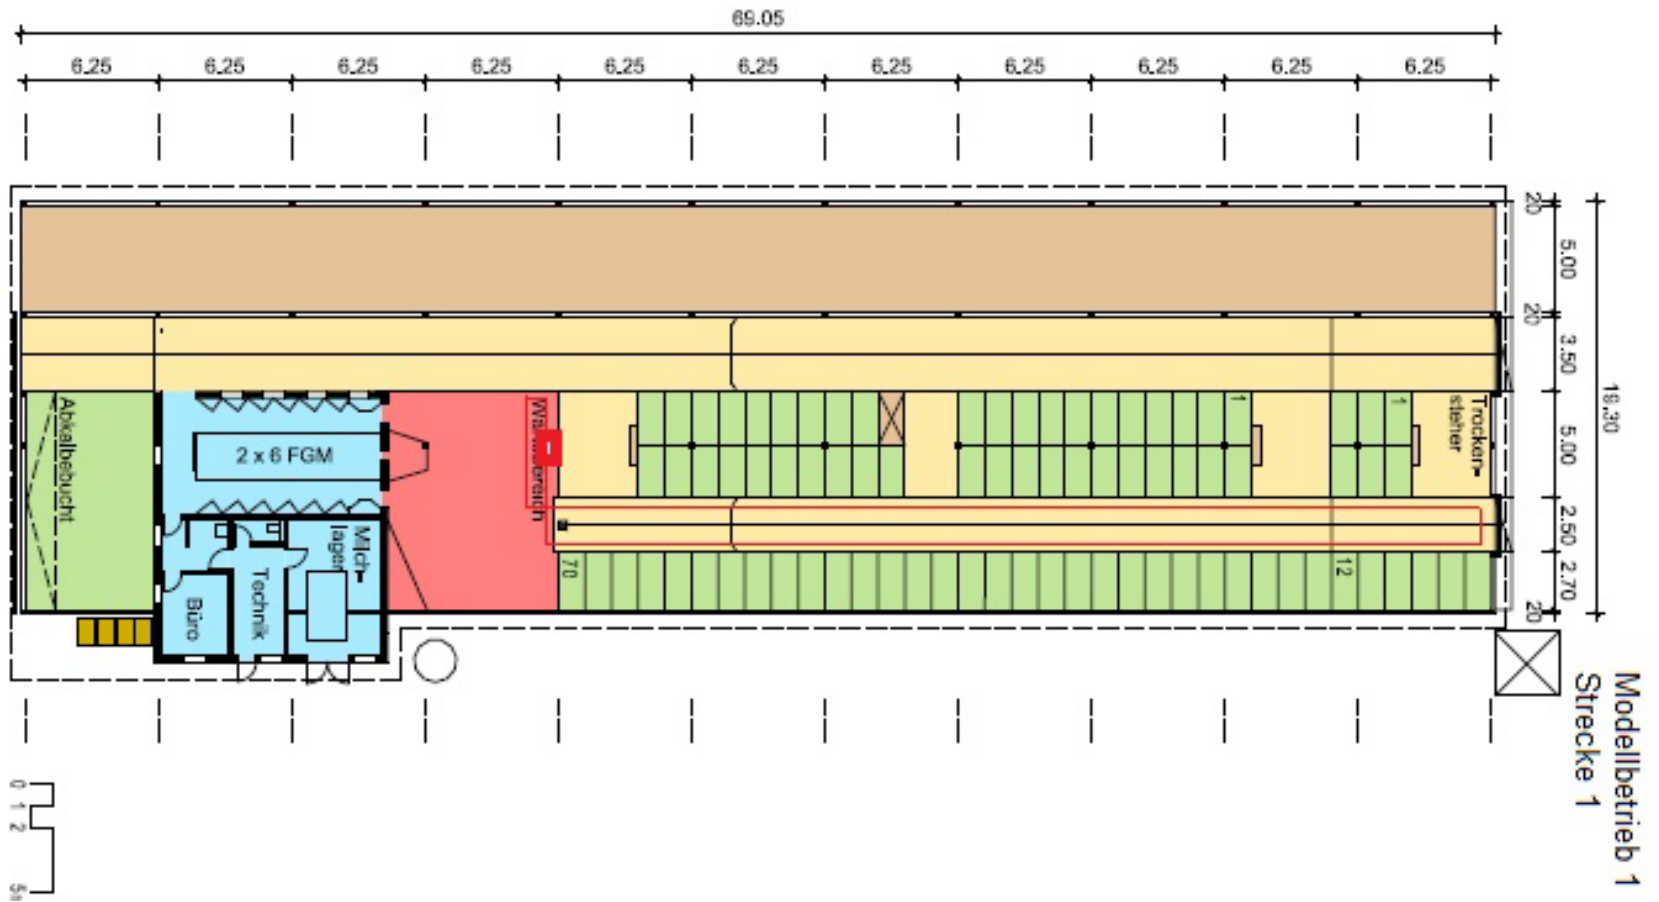 69.05
6.25 6.25 6.25 6.25 6.25 6.25 6.25 6.25 6.25 6.25 6.25
20
5.00
20
3.50
5.00
2.50
2.70
20
19.30
Abkalbebucht
2 x 6 FGM
Milch-
lager
Technik
Büro
70
12
1
1
Trocken-
steher
Modellbetrieb 1
Strecke 1
0 1 2